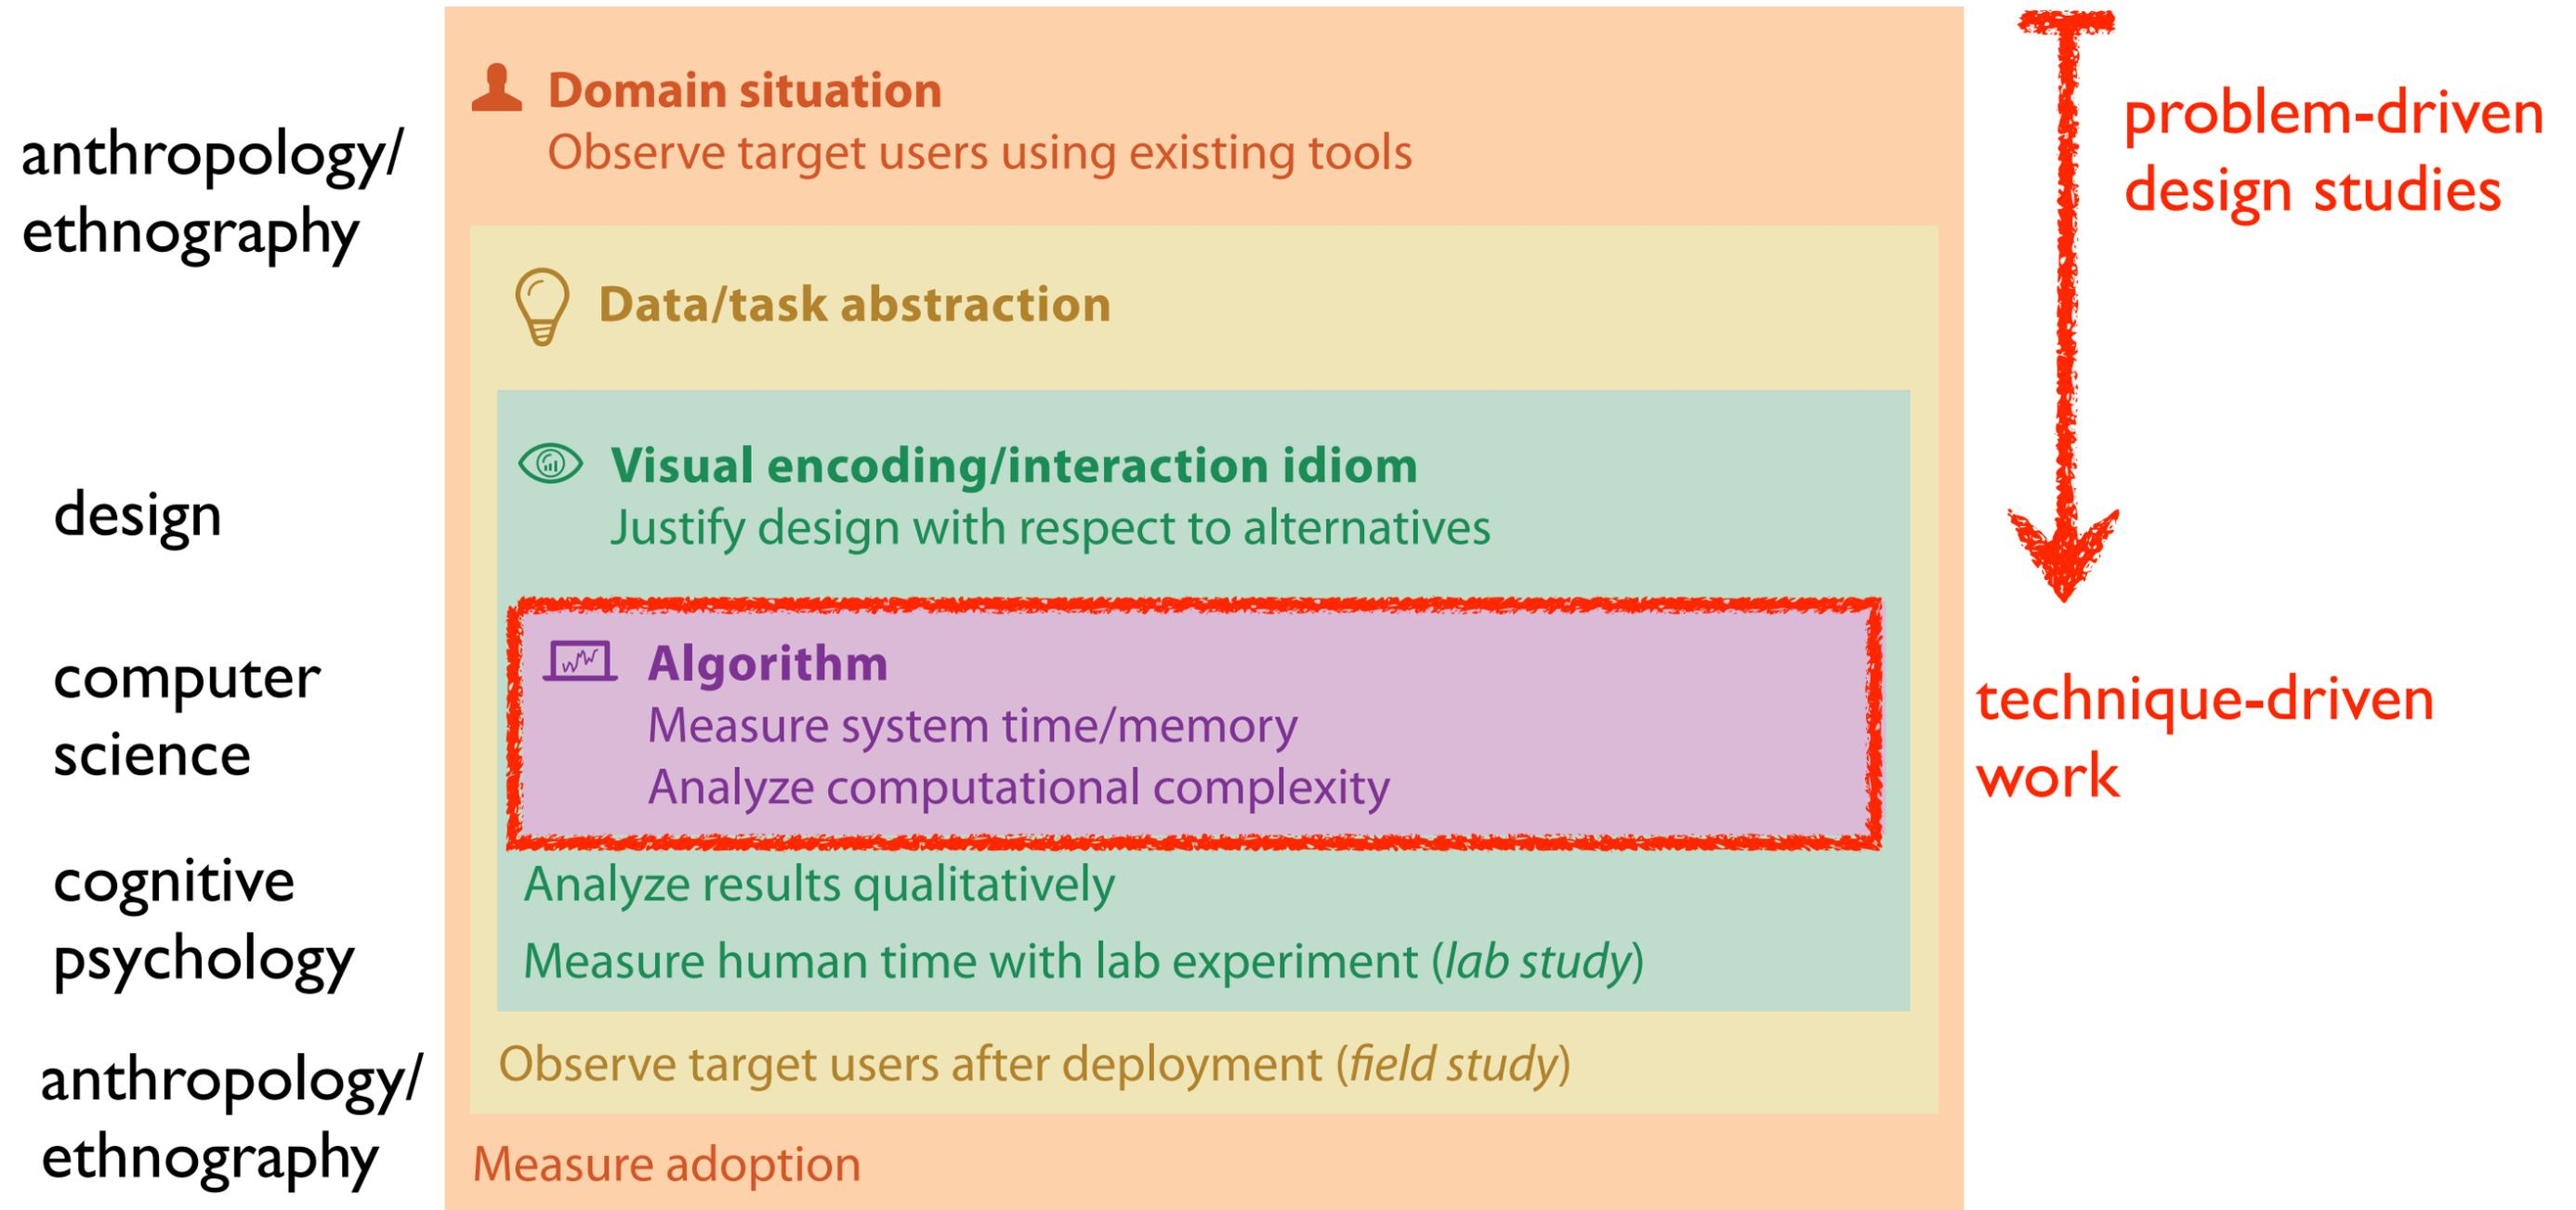 anthropology/
ethnography
design
computer
science
cognitive
psychology
anthropology/
ethnography
Domain situation
Observe target users using existing tools
Data/task abstraction
Visual encoding/interaction idiom
Justify design with respect to alternatives
Algorithm
Measure system time/memory
Analyze computational complexity
Analyze results qualitatively
Measure human time with lab experiment (lab study)
Observe target users after deployment (field study)
Measure adoption
problem-driven
design studies
technique-driven
work